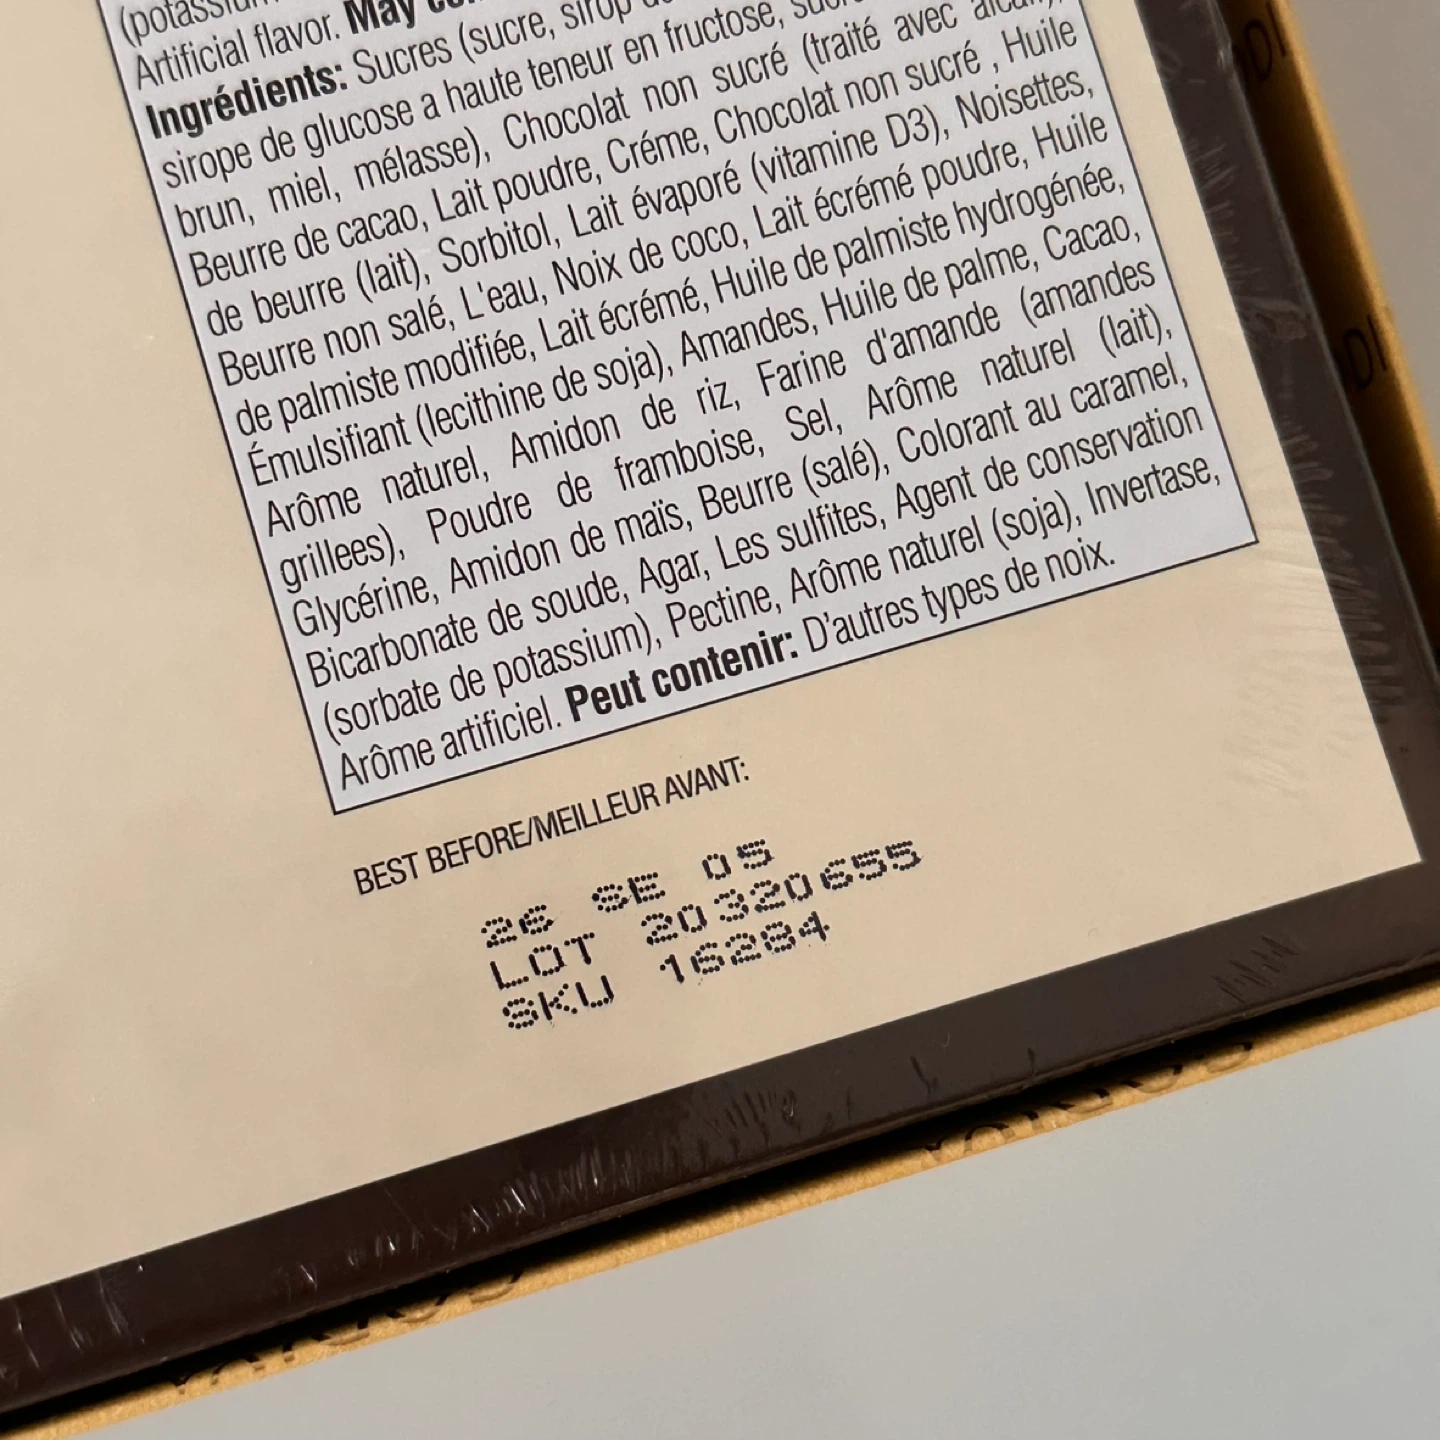 (potassium
Artificial flavor. May
Ingrédients: Sucres (sucre, sirop
sirope de glucose a haute teneur en fructose,
brun, miel, mélasse), Chocolat non sucré (traité avec
Beurre de cacao, Lait poudre, Créme, Chocolat non sucré , Huile
de beurre (lait), Sorbitol, Lait évaporé (vitamine D3), Noisettes,
Beurre non salé, L'eau, Noix de coco, Lait écrémé poudre, Huile
de palmiste modifiée, Lait écrémé, Huile de palmiste hydrogénée,
Émulsifiant (lecithine de soja), Amandes, Huile de palme, Cacao,
Arôme naturel, Amidon de riz, Farine d'amande (amandes
grillees), Poudre de framboise, Sel, Arôme naturel (lait),
Glycérine, Amidon de maïs, Beurre (salé), Colorant au caramel,
Bicarbonate de soude, Agar, Les sulfites, Agent de conservation
(sorbate de potassium), Pectine, Arôme naturel (soja), Invertase,
Arôme artificiel. Peut contenir: D'autres types de noix.
BEST BEFORE/MEILLEUR AVANT:
26 SE 05
LOT 20320655
SKU 16284